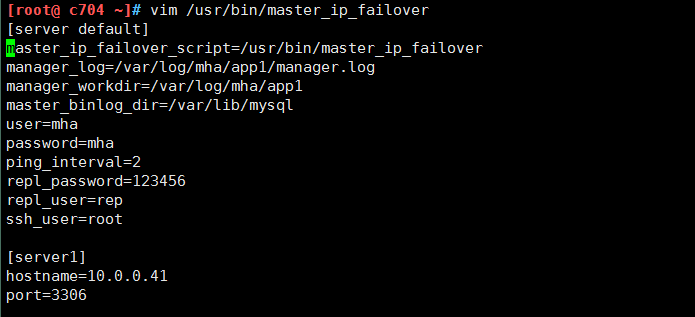 [root@ c704 ~]# vim /usr/bin/master_ip_failover
[server default]
master_ip_failover_script=/usr/bin/master_ip_failover
manager_log=/var/log/mha/app1/manager.log
manager_workdir=/var/log/mha/app1
master_binlog_dir=/var/lib/mysql
user=mha
password=mha
ping_interval=2
repl_password=123456
repl_user=rep
ssh_user=root
[server1]
hostname=10.0.0.41
port=3306